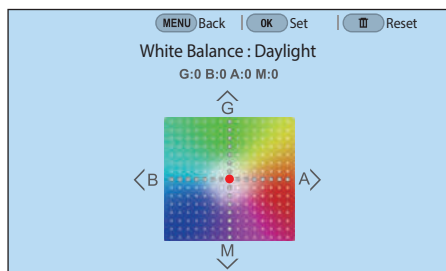 MENU Back | OK Set | Reset
White Balance : Daylight
G:0 B:0 A:0 M:0
G
B A
M